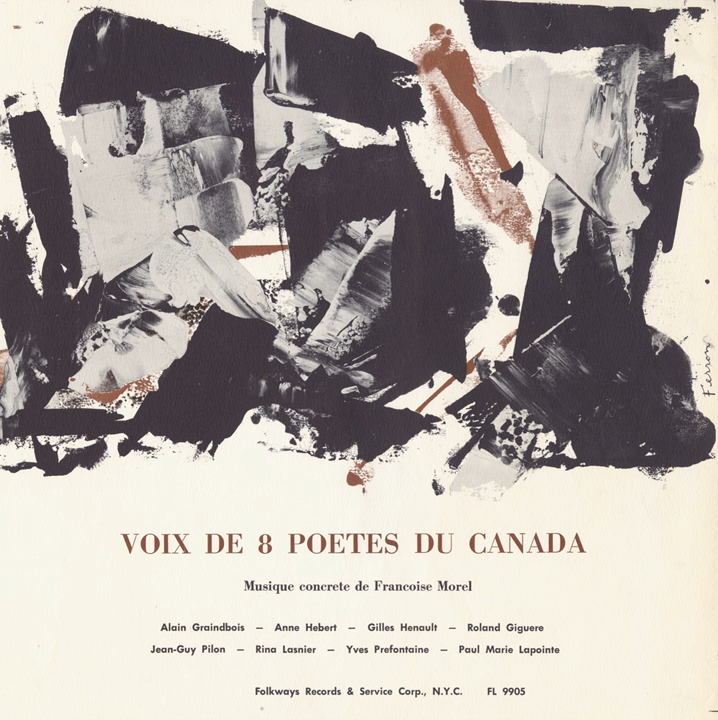 Ferron
VOIX DE 8 POETES DU CANADA
Musique concrete de Francoise Morel
Alain Graindbois — Anne Hebert — Gilles Henault — Roland Giguere
Jean-Guy Pilon — Rina Lasnier — Yves Prefontaine — Paul Marie Lapointe
Folkways Records & Service Corp., N.Y.C. FL 9905